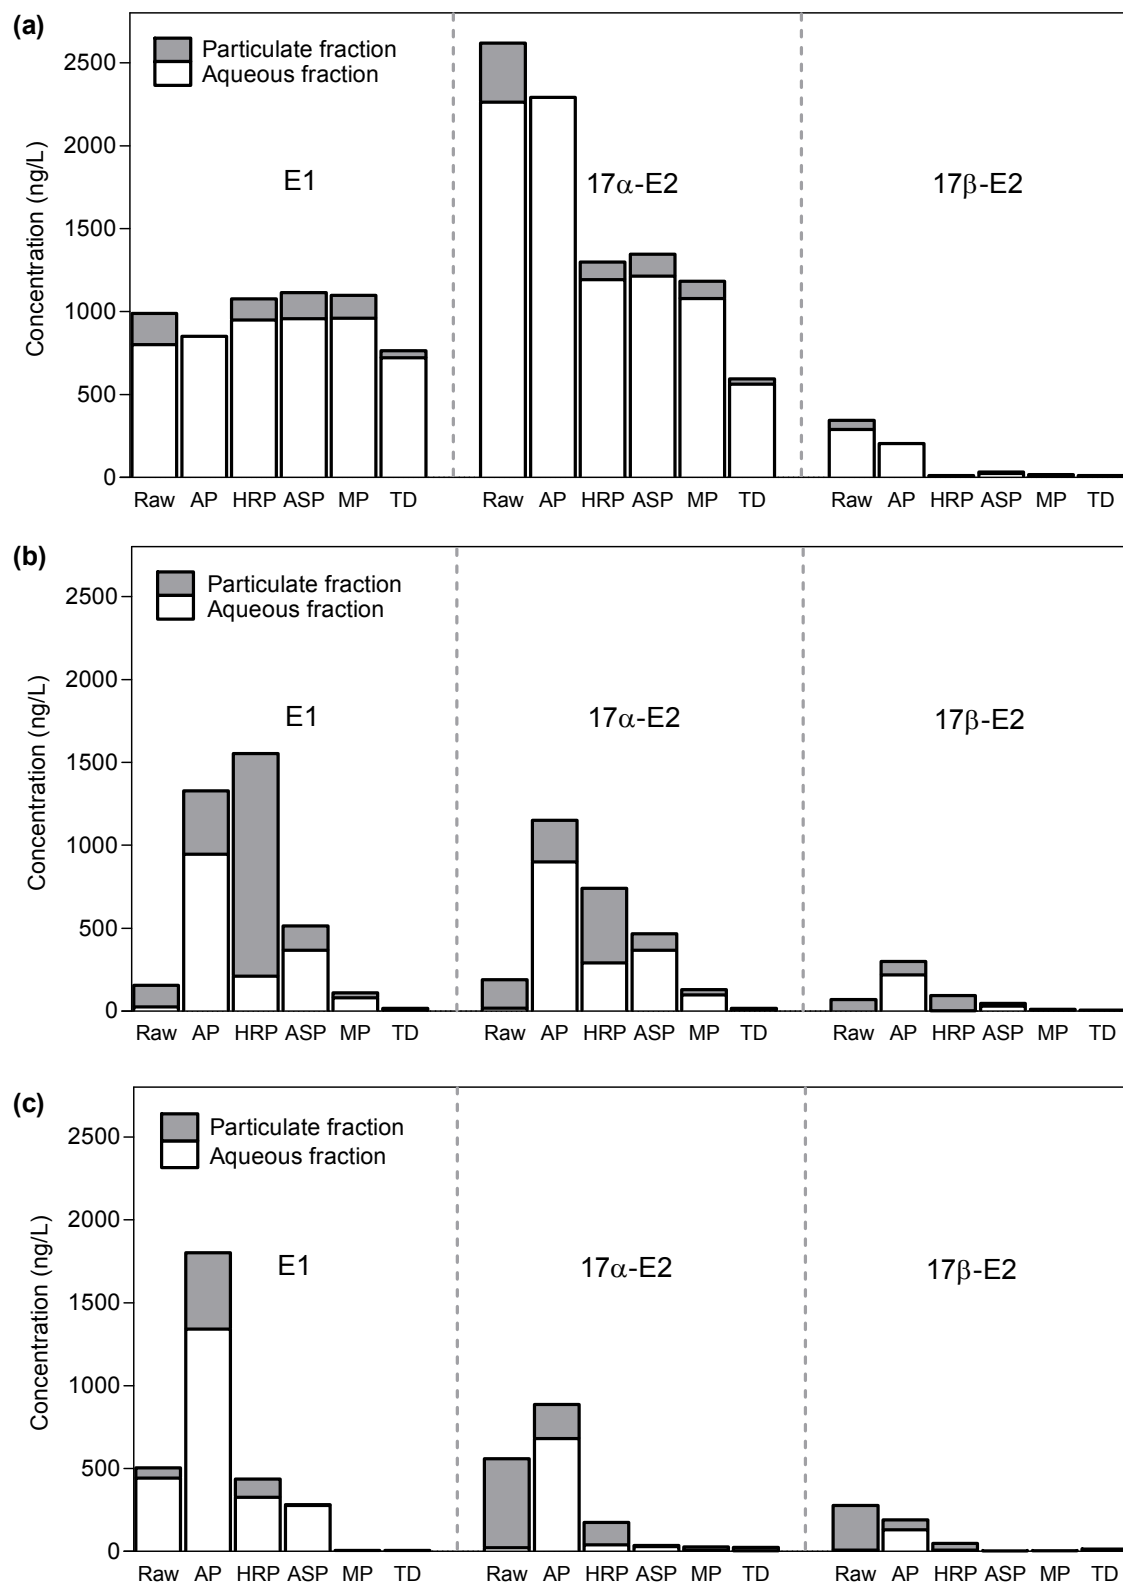 (a)
Particulate fraction
Aqueous fraction
2500
2000
1500
1000
500
0
Concentration (ng/L)
E1
17α-E2
17β-E2
Raw AP HRP ASP MP TD Raw AP HRP ASP MP TD Raw AP HRP ASP MP TD
(b)
Particulate fraction
Aqueous fraction
2500
2000
1500
1000
500
0
Concentration (ng/L)
E1
17α-E2
17β-E2
Raw AP HRP ASP MP TD Raw AP HRP ASP MP TD Raw AP HRP ASP MP TD
(c)
Particulate fraction
Aqueous fraction
2500
2000
1500
1000
500
0
Concentration (ng/L)
E1
17α-E2
17β-E2
Raw AP HRP ASP MP TD Raw AP HRP ASP MP TD Raw AP HRP ASP MP TD